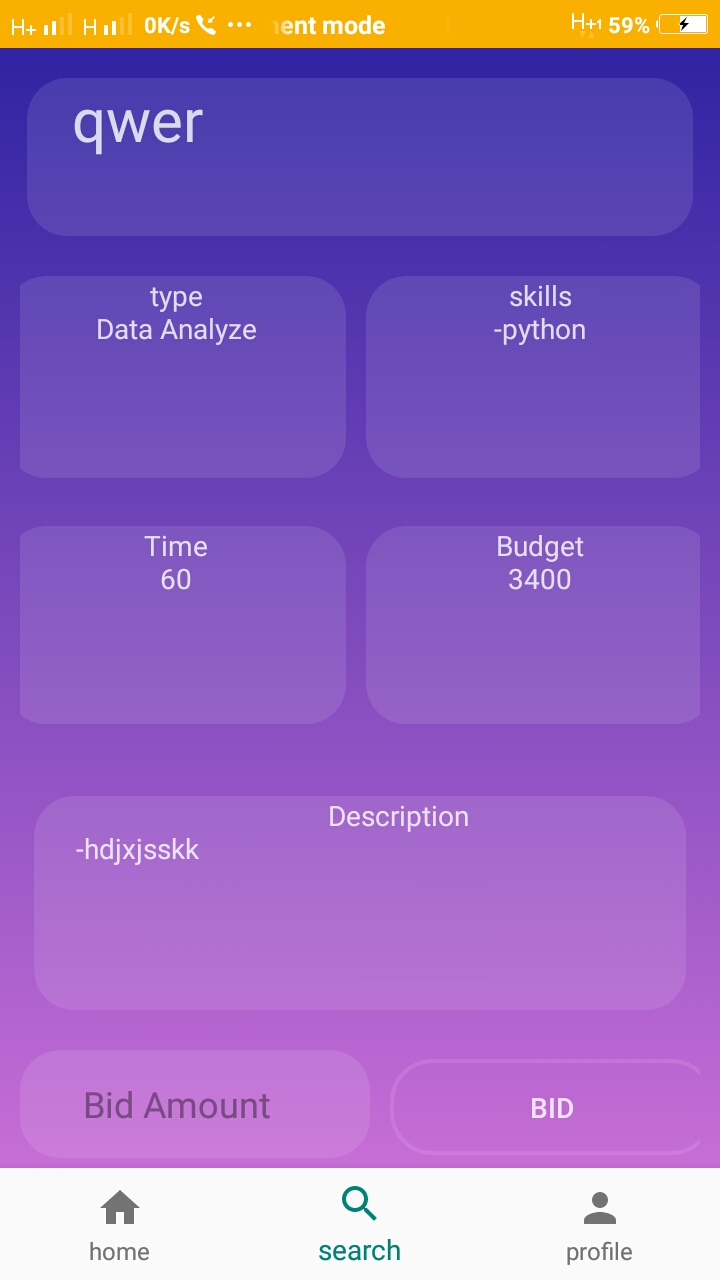 H+ H 0K/s ... ent mode H+1 59%
qwer
type
Data Analyze
skills
-python
Time
60
Budget
3400
Description
-hdjxjsskk
Bid Amount
BID
home
search
profile